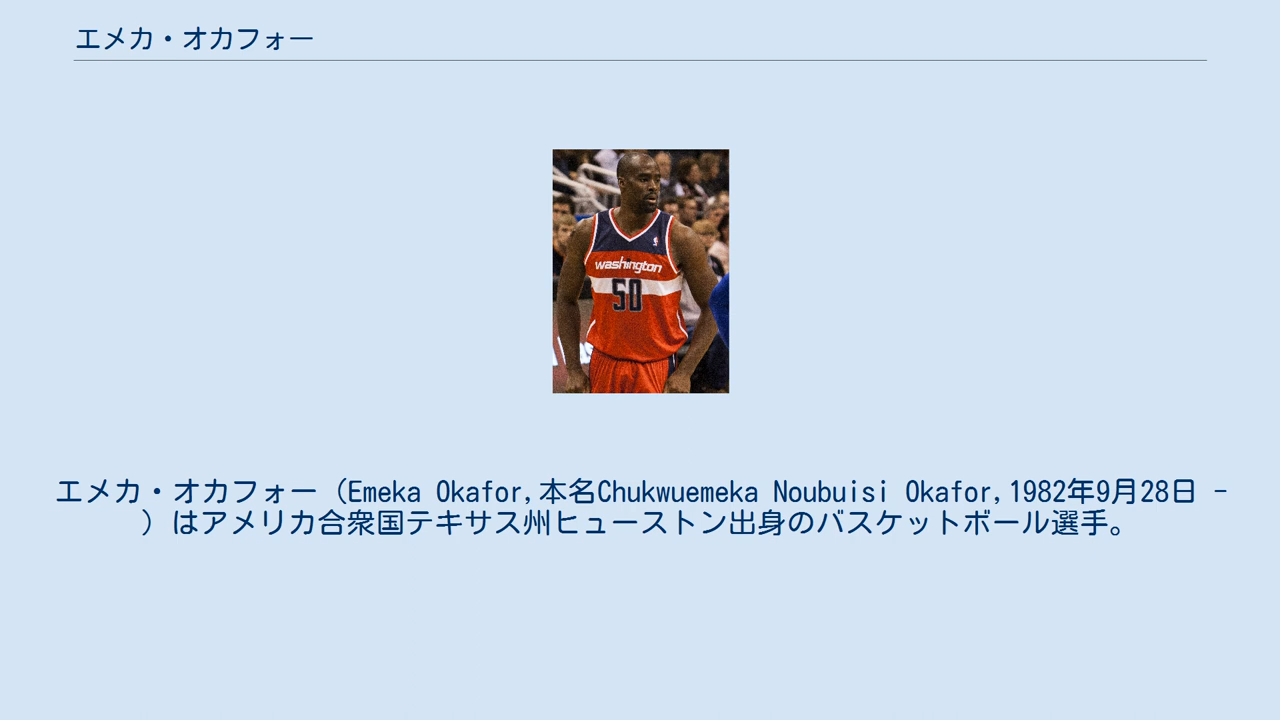 エメカ・オカフォー
washington
50
エメカ・オカフォー（Emeka Okafor,本名Chukwuemeka Noubuisi Okafor,1982年9月28日 -
）はアメリカ合衆国テキサス州ヒューストン出身のバスケットボール選手。